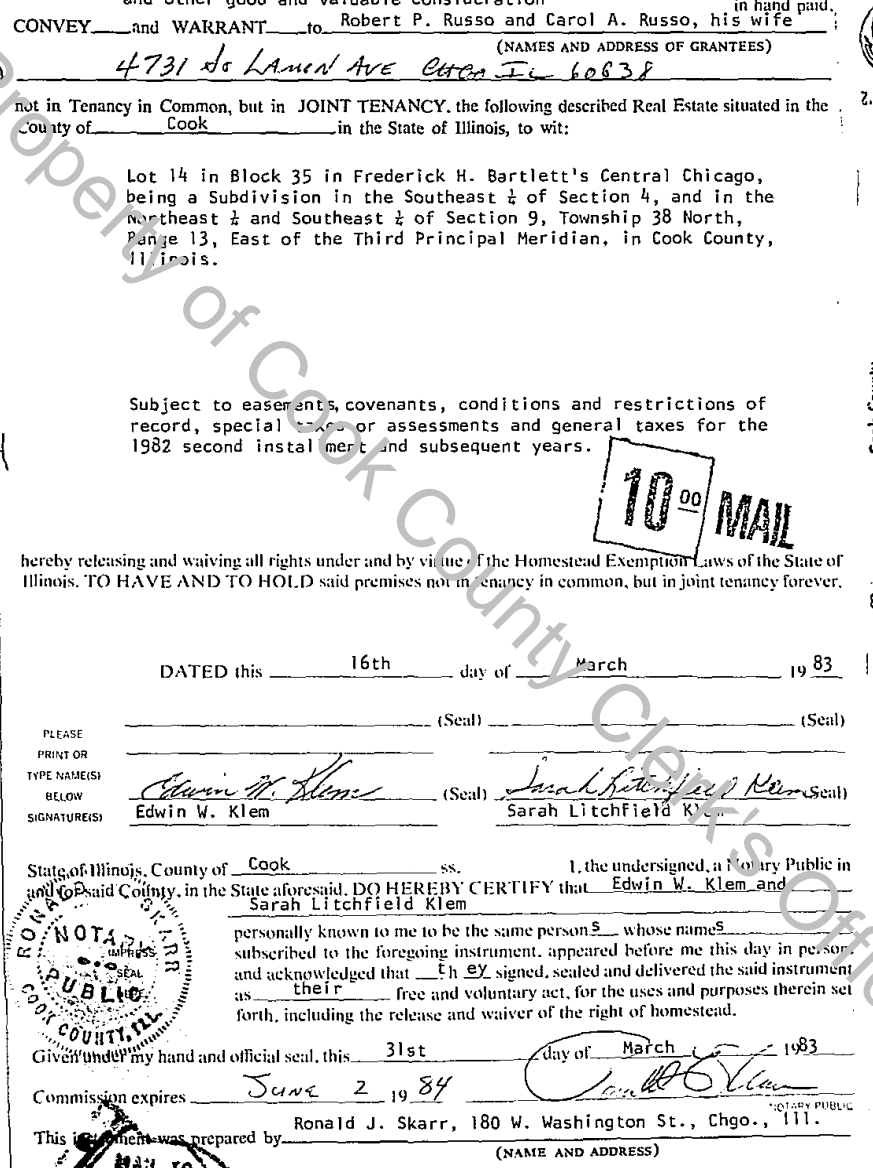 and other good and valuable consideration in hand paid,
CONVEY and WARRANT to Robert P. Russo and Carol A. Russo, his wife
(NAMES AND ADDRESS OF GRANTEES)
4731 So LAMON AVE CHGO IL 60638
not in Tenancy in Common, but in JOINT TENANCY, the following described Real Estate situated in the
County of Cook in the State of Illinois, to wit:
Lot 14 in Block 35 in Frederick H. Bartlett's Central Chicago,
being a Subdivision in the Southeast ¼ of Section 4, and in the
Northeast ¼ and Southeast ¼ of Section 9, Township 38 North,
Range 13, East of the Third Principal Meridian, in Cook County,
Illinois.
Subject to easements, covenants, conditions and restrictions of
record, special taxes or assessments and general taxes for the
1982 second instalment and subsequent years.
10 00 MAIL
hereby releasing and waiving all rights under and by virtue of the Homestead Exemption Laws of the State of
Illinois. TO HAVE AND TO HOLD said premises not in tenancy in common, but in joint tenancy forever.
DATED this 16th day of March 19 83
(Seal) (Seal)
PLEASE
PRINT OR
TYPE NAME(S)
BELOW
SIGNATURE(S)
Edwin W. Klem (Seal) Sarah Litchfield Klem (Seal)
Edwin W. Klem Sarah Litchfield Klem
State of Illinois, County of Cook ss. I, the undersigned, a Notary Public in
and for said County, in the State aforesaid, DO HEREBY CERTIFY that Edwin W. Klem and
Sarah Litchfield Klem
personally known to me to be the same persons whose names
subscribed to the foregoing instrument, appeared before me this day in person,
and acknowledged that th ey signed, sealed and delivered the said instrument
as their free and voluntary act, for the uses and purposes therein set
forth, including the release and waiver of the right of homestead.
RONALD SKARR
NOTARY
IMPRESS
SEAL
PUBLIC
COOK COUNTY, ILL
Given under my hand and official seal, this 31st day of March 1983
Commission expires JUNE 2 19 84
NOTARY PUBLIC
This instrument was prepared by Ronald J. Skarr, 180 W. Washington St., Chgo., Ill.
(NAME AND ADDRESS)
MAIL TO
Property of Cook County Clerk's Office